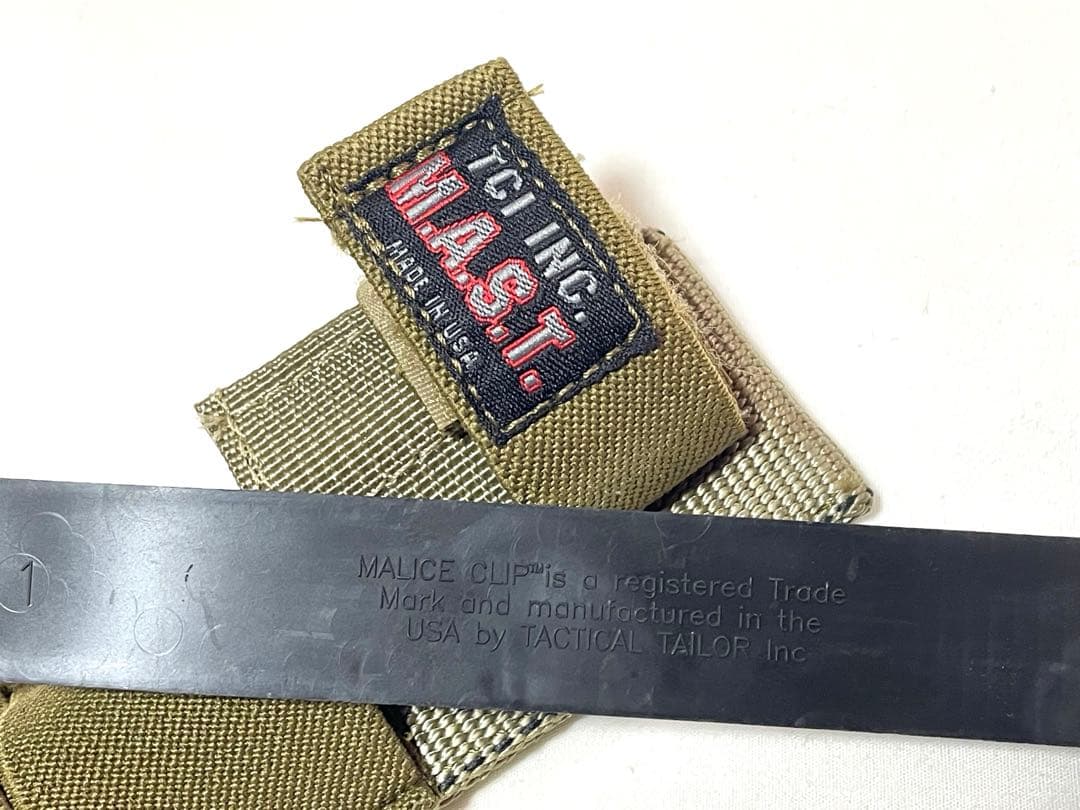 TCI INC.
M.A.S.T.
MADE IN USA
1
MALICE CLIP™ is a registered Trade
Mark and manufactured in the
USA by TACTICAL TAILOR Inc